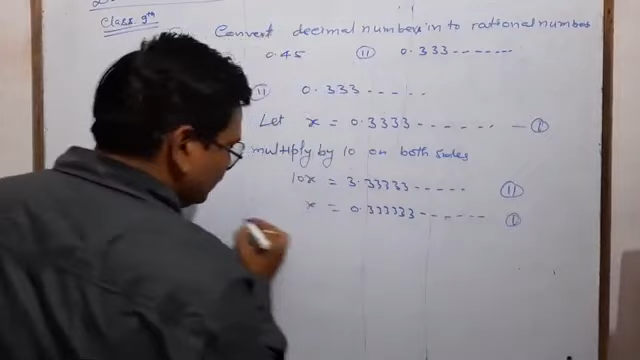 Class. 9th
Convert decimal numbers in to rational number
0.45 (II) 0.333-------
(II) 0.333-----
Let x = 0.3333------- — (I)
multiply by 10 on both sides
10x = 3.33333----- (II)
x = 0.333333------- (I)